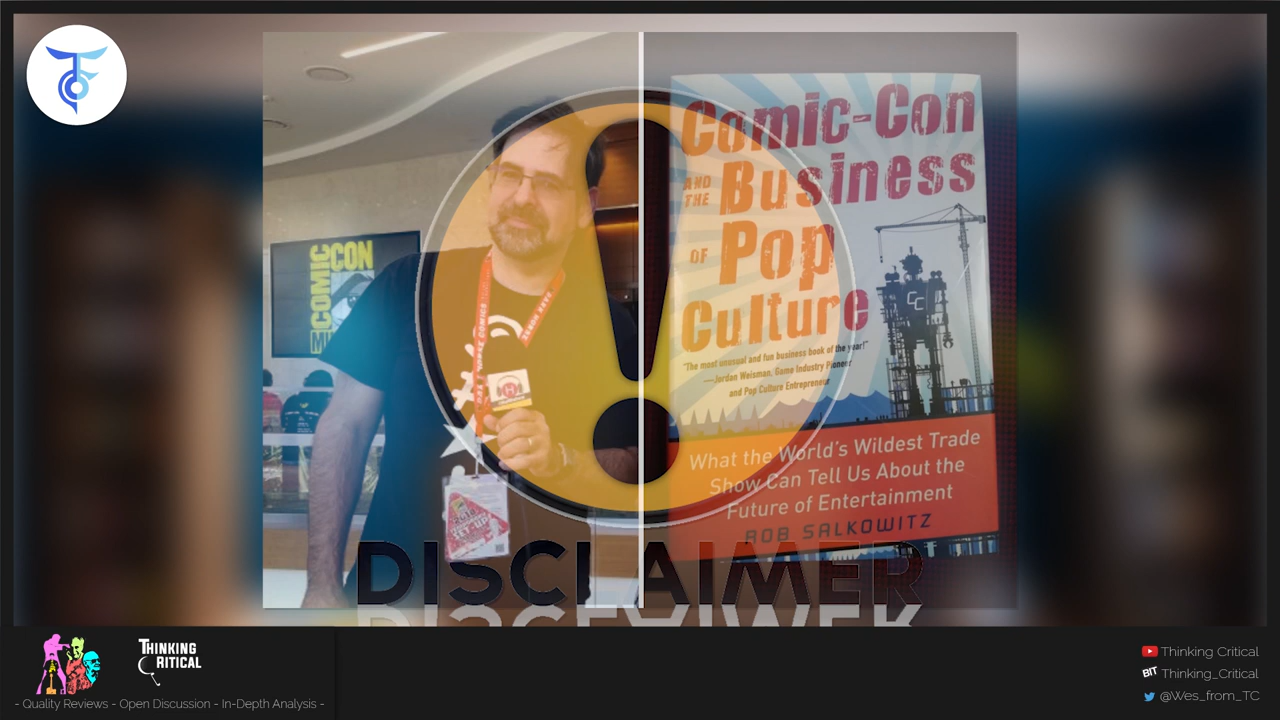 COMIC
CON
Comic-Con
AND THE
Business
OF
Pop
Culture
"The most unusual and fun business book of the year!"
—Jordan Weisman, Game Industry Pioneer
and Pop Culture Entrepreneur
CC
What the World's Wildest Trade
Show Can Tell Us About the
Future of Entertainment
ROB SALKOWITZ
DISCLAIMER
THINKING
CRITICAL
- Quality Reviews - Open Discussion - In-Depth Analysis -
Thinking Critical
BIT Thinking_Critical
@Wes_from_TC